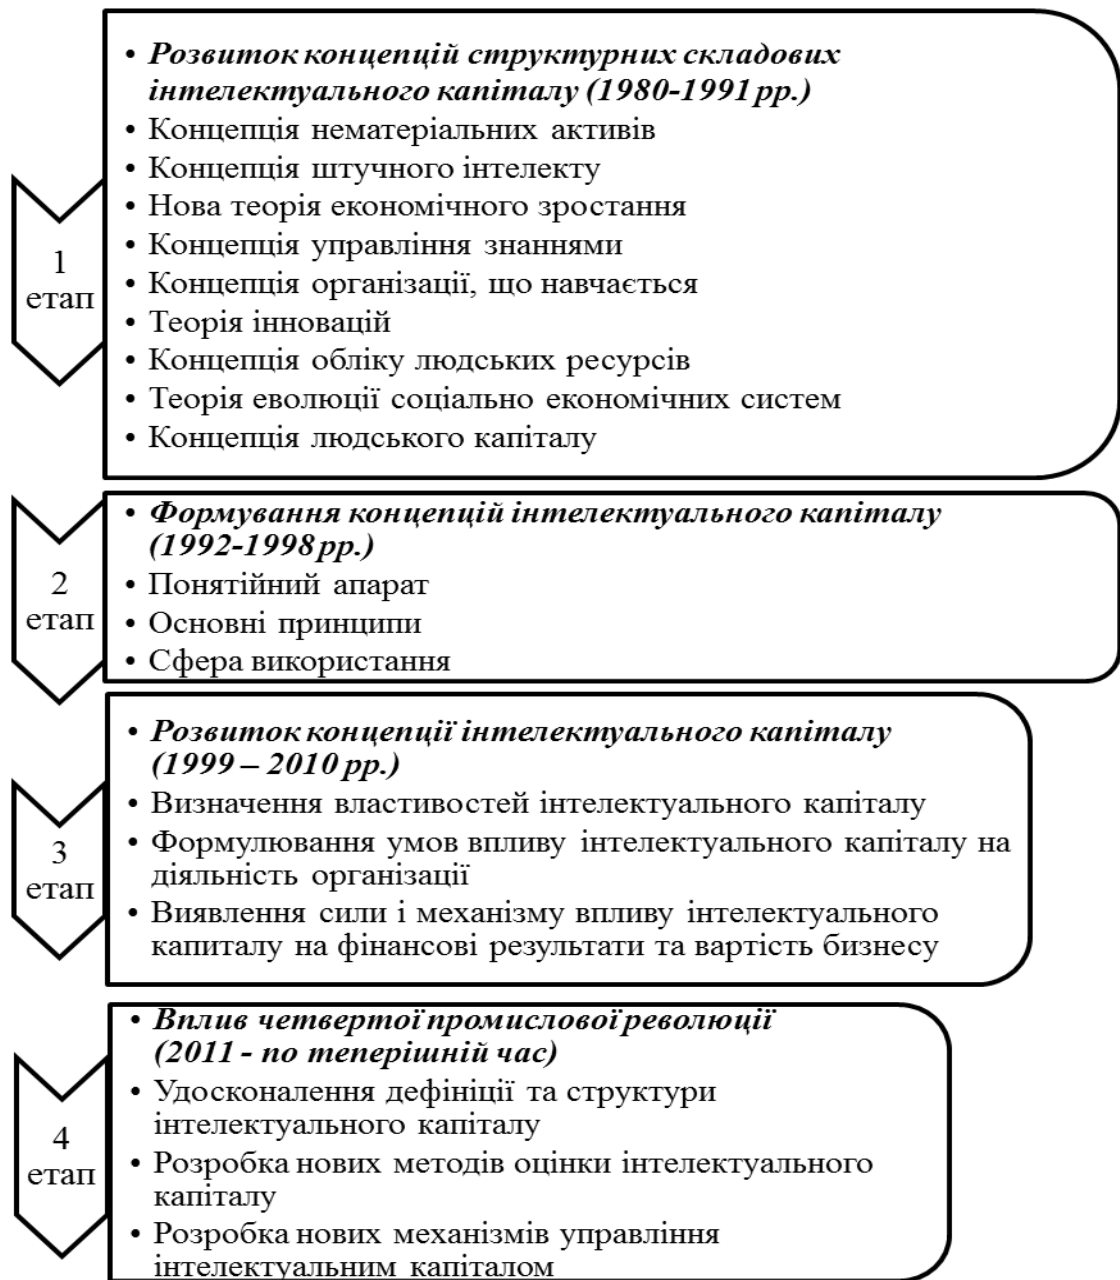 1
етап
• Розвиток концепцій структурних складових
інтелектуального капіталу (1980-1991 рр.)
• Концепція нематеріальних активів
• Концепція штучного інтелекту
• Нова теорія економічного зростання
• Концепція управління знаннями
• Концепція організації, що навчається
• Теорія інновацій
• Концепція обліку людських ресурсів
• Теорія еволюції соціально економічних систем
• Концепція людського капіталу
2
етап
• Формування концепцій інтелектуального капіталу
(1992-1998 рр.)
• Понятійний апарат
• Основні принципи
• Сфера використання
3
етап
• Розвиток концепції інтелектуального капіталу
(1999 – 2010 рр.)
• Визначення властивостей інтелектуального капіталу
• Формулювання умов впливу інтелектуального капіталу на
діяльність організації
• Виявлення сили і механізму впливу інтелектуального
капиталу на фінансові результати та вартість бизнесу
4
етап
• Вплив четвертої промислової революції
(2011 - по теперішній час)
• Удосконалення дефініції та структури
інтелектуального капіталу
• Розробка нових методів оцінки інтелектуального
капіталу
• Розробка нових механізмів управління
інтелектуальним капіталом